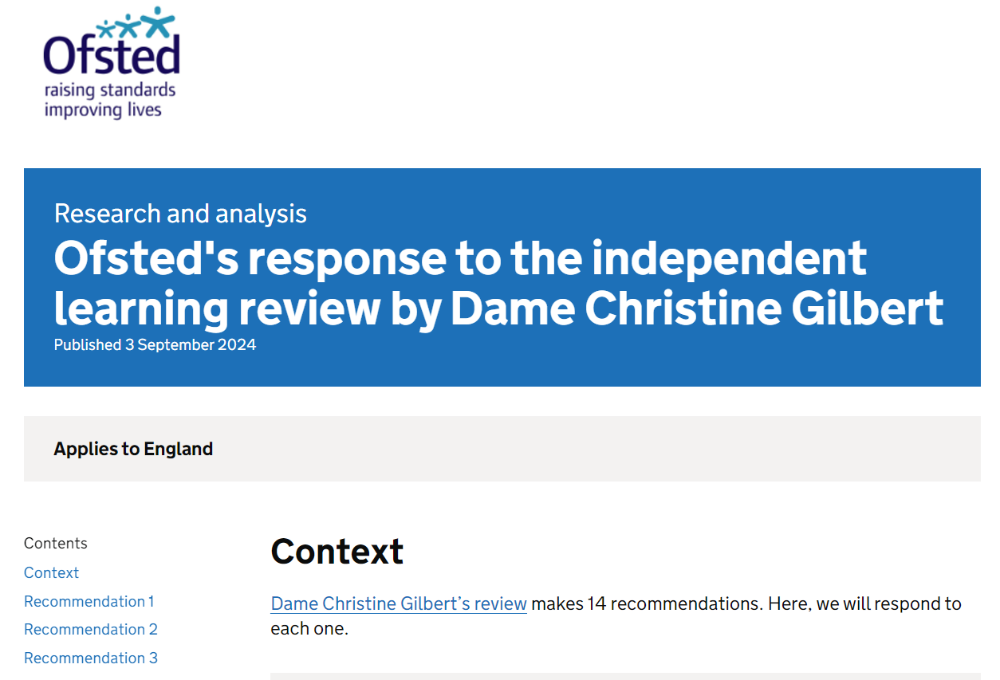 Ofsted
raising standards
improving lives
Research and analysis
Ofsted's response to the independent
learning review by Dame Christine Gilbert
Published 3 September 2024
Applies to England
Contents
Context
Recommendation 1
Recommendation 2
Recommendation 3
Context
Dame Christine Gilbert’s review makes 14 recommendations. Here, we will respond to
each one.